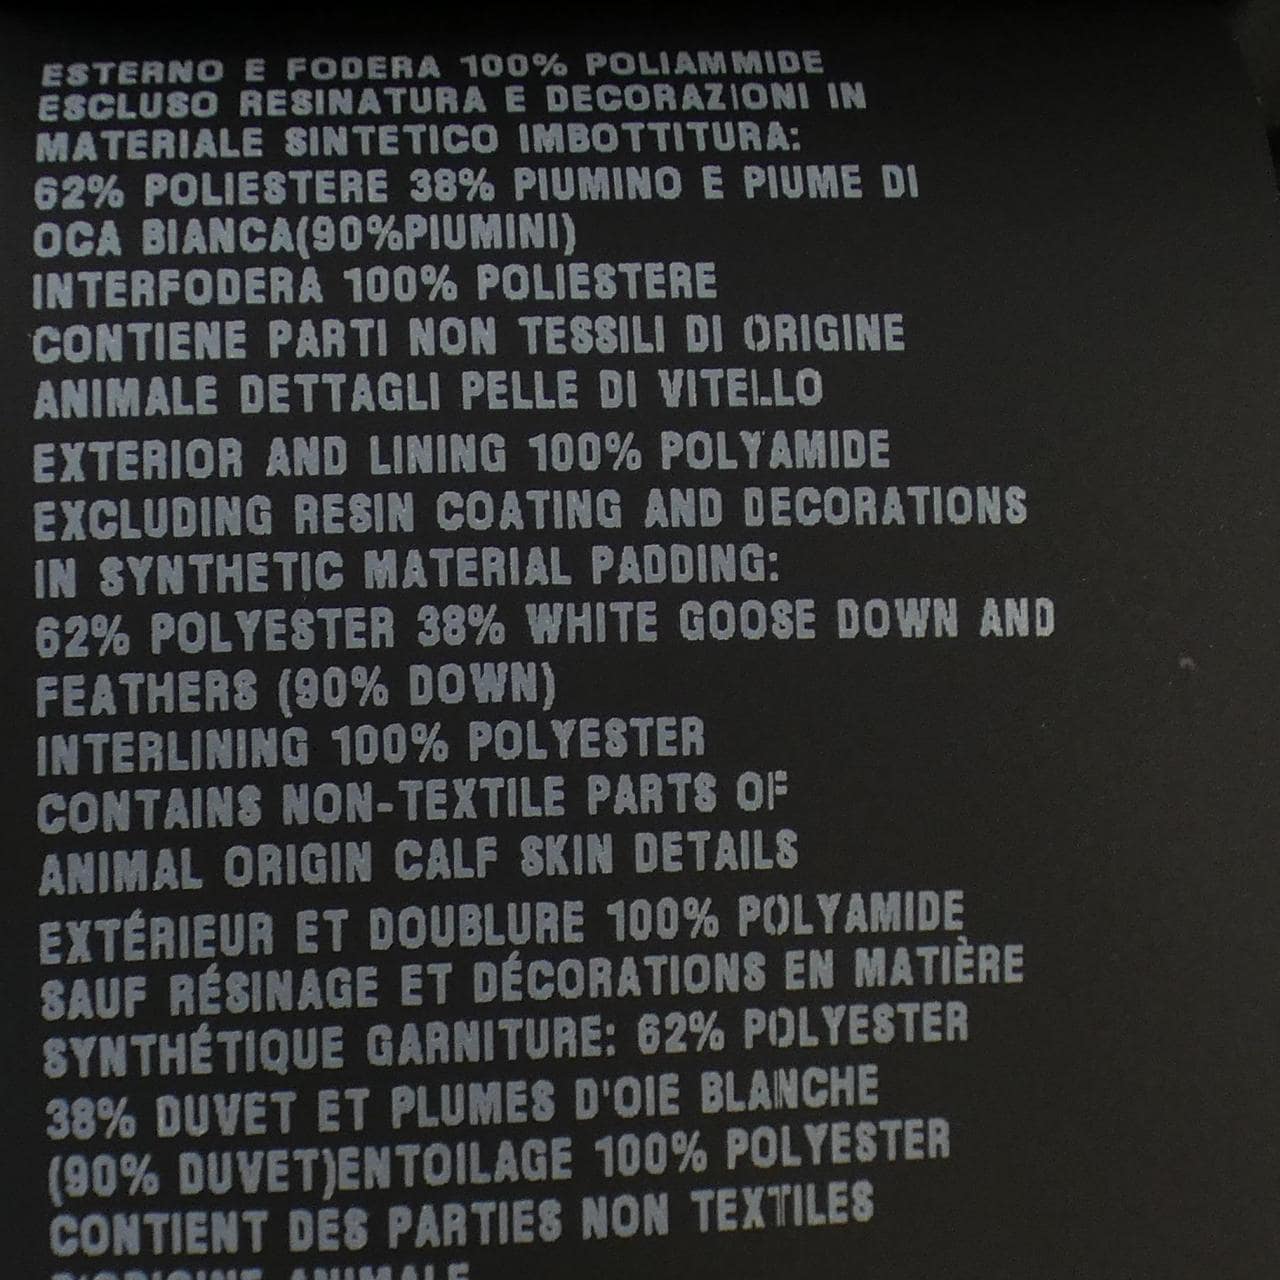 ESTERNO E FODERA 100% POLIAMMIDE
ESCLUSO RESINATURA E DECORAZIONI IN
MATERIALE SINTETICO IMBOTTITURA:
62% POLIESTERE 38% PIUMINO E PIUME DI
OCA BIANCA(90%PIUMINI)
INTERFODERA 100% POLIESTERE
CONTIENE PARTI NON TESSILI DI ORIGINE
ANIMALE DETTAGLI PELLE DI VITELLO
EXTERIOR AND LINING 100% POLYAMIDE
EXCLUDING RESIN COATING AND DECORATIONS
IN SYNTHETIC MATERIAL PADDING:
62% POLYESTER 38% WHITE GOOSE DOWN AND
FEATHERS (90% DOWN)
INTERLINING 100% POLYESTER
CONTAINS NON-TEXTILE PARTS OF
ANIMAL ORIGIN CALF SKIN DETAILS
EXTÉRIEUR ET DOUBLURE 100% POLYAMIDE
SAUF RÉSINAGE ET DÉCORATIONS EN MATIÈRE
SYNTHÉTIQUE GARNITURE: 62% POLYESTER
38% DUVET ET PLUMES D'OIE BLANCHE
(90% DUVET)ENTOILAGE 100% POLYESTER
CONTIENT DES PARTIES NON TEXTILES
D'ORIGINE ANIMALE